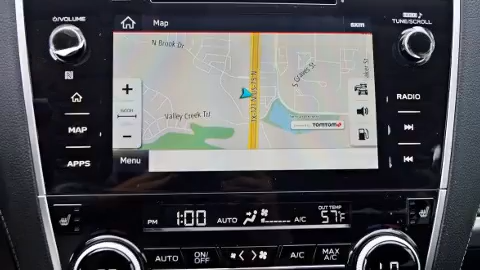 VOLUME
Map
TUNE/SCROLL
N Brook Dr
S Graves St
RADIO
MAP
Valley Creek Trl
TOMTOM
APPS
Menu
PM 1:00 AUTO A/C OUT TEMP 57°F
AUTO ON/OFF A/C MAX A/C